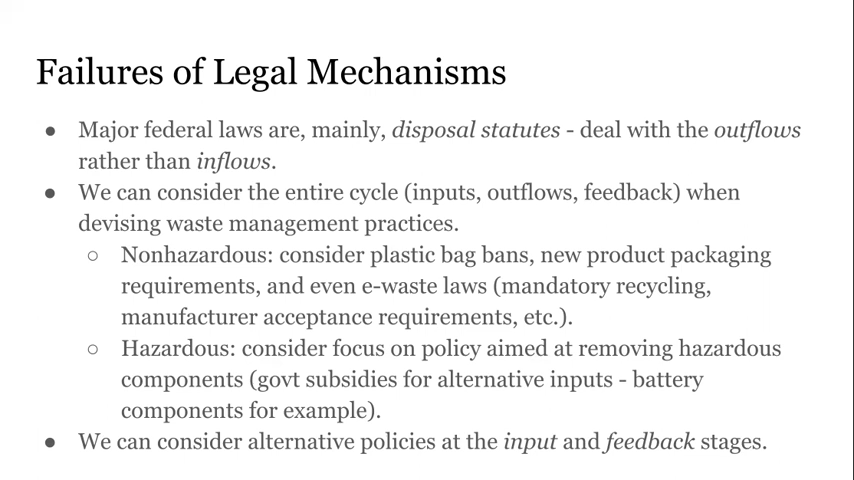 Failures of Legal Mechanisms
● Major federal laws are, mainly, disposal statutes - deal with the outflows
rather than inflows.
● We can consider the entire cycle (inputs, outflows, feedback) when
devising waste management practices.
○ Nonhazardous: consider plastic bag bans, new product packaging
requirements, and even e-waste laws (mandatory recycling,
manufacturer acceptance requirements, etc.).
○ Hazardous: consider focus on policy aimed at removing hazardous
components (govt subsidies for alternative inputs - battery
components for example).
● We can consider alternative policies at the input and feedback stages.